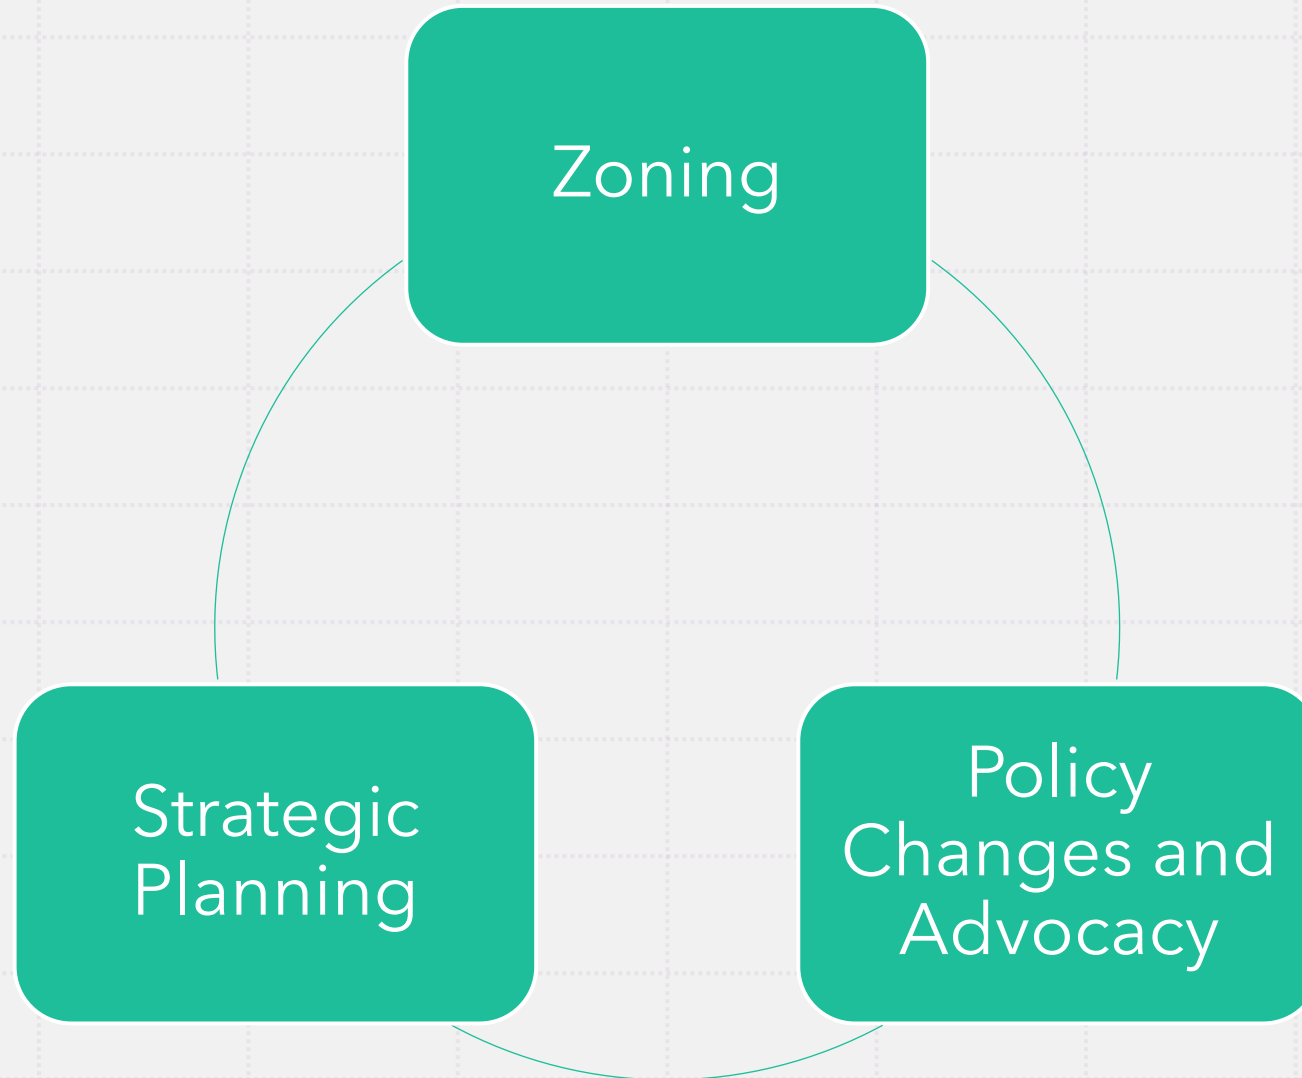 Zoning
Strategic
Planning
Policy
Changes and
Advocacy